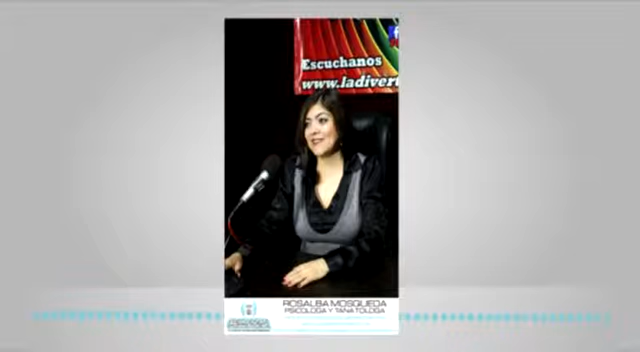 Escuchanos
www.ladiver
ROSALBA MOSQUEDA
PSICOLOGA Y TANATOLOGA